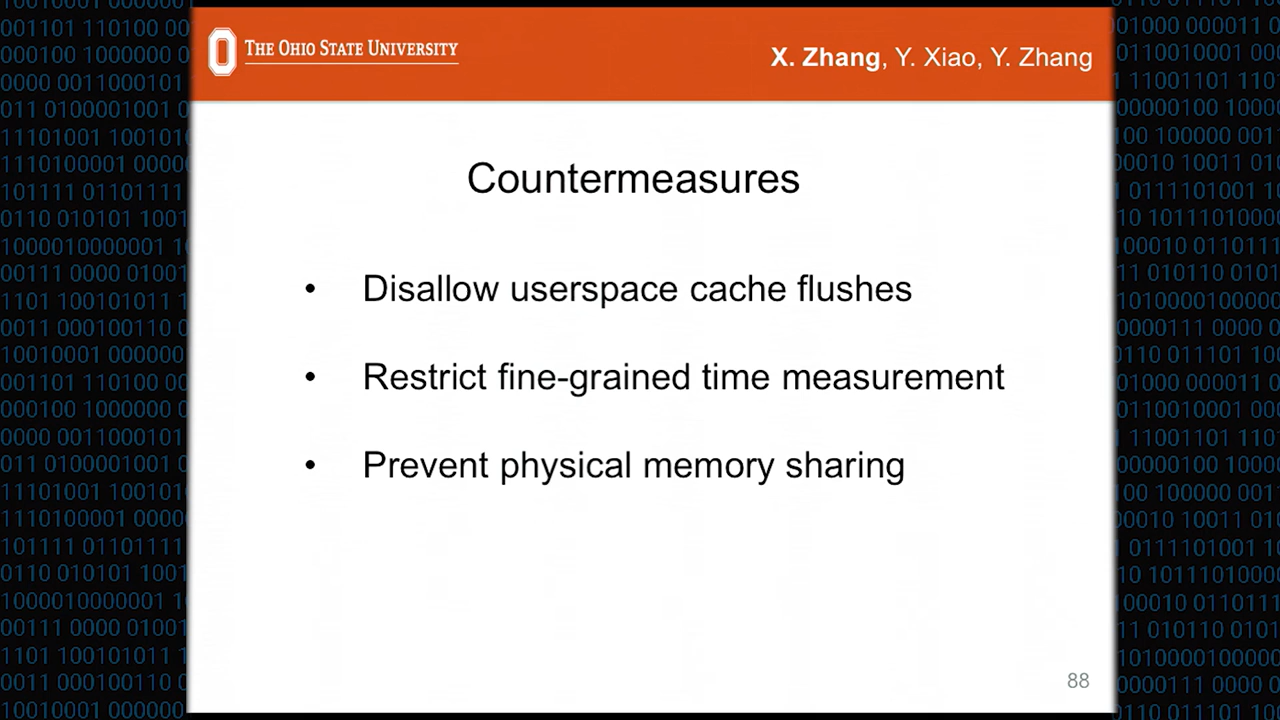 THE OHIO STATE UNIVERSITY
X. Zhang, Y. Xiao, Y. Zhang
Countermeasures
• Disallow userspace cache flushes
• Restrict fine-grained time measurement
• Prevent physical memory sharing
88